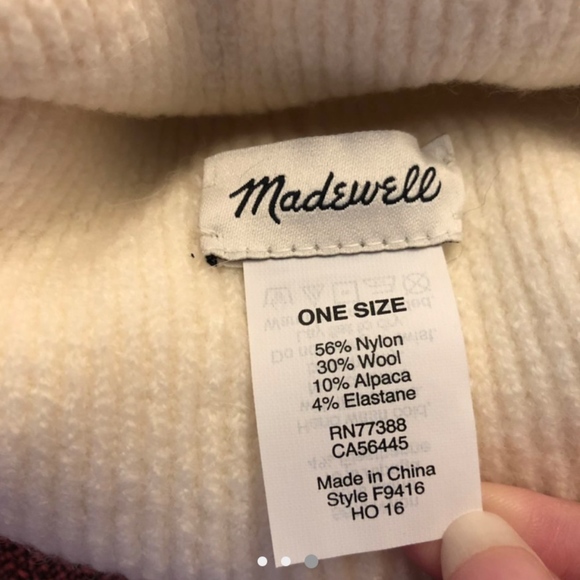 Madewell
ONE SIZE
56% Nylon
30% Wool
10% Alpaca
4% Elastane
RN77388
CA56445
Made in China
Style F9416
HO 16